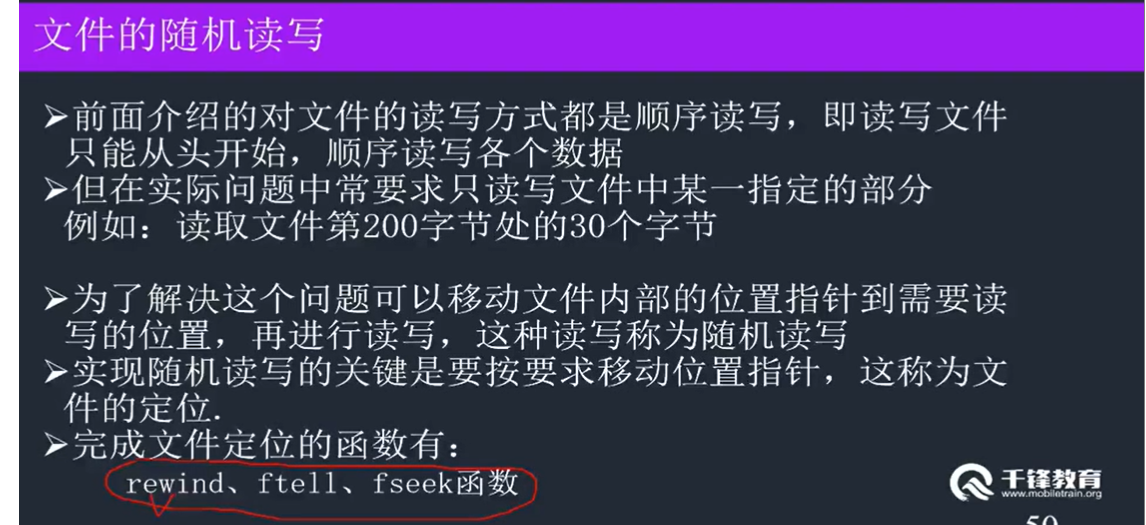 文件的随机读写
➢前面介绍的对文件的读写方式都是顺序读写，即读写文件
只能从头开始，顺序读写各个数据
➢但在实际问题中常要求只读写文件中某一指定的部分
例如：读取文件第200字节处的30个字节
➢为了解决这个问题可以移动文件内部的位置指针到需要读
写的位置，再进行读写，这种读写称为随机读写
➢实现随机读写的关键是要按要求移动位置指针，这称为文
件的定位.
➢完成文件定位的函数有：
rewind、ftell、fseek函数
千锋教育
www.mobiletrain.org